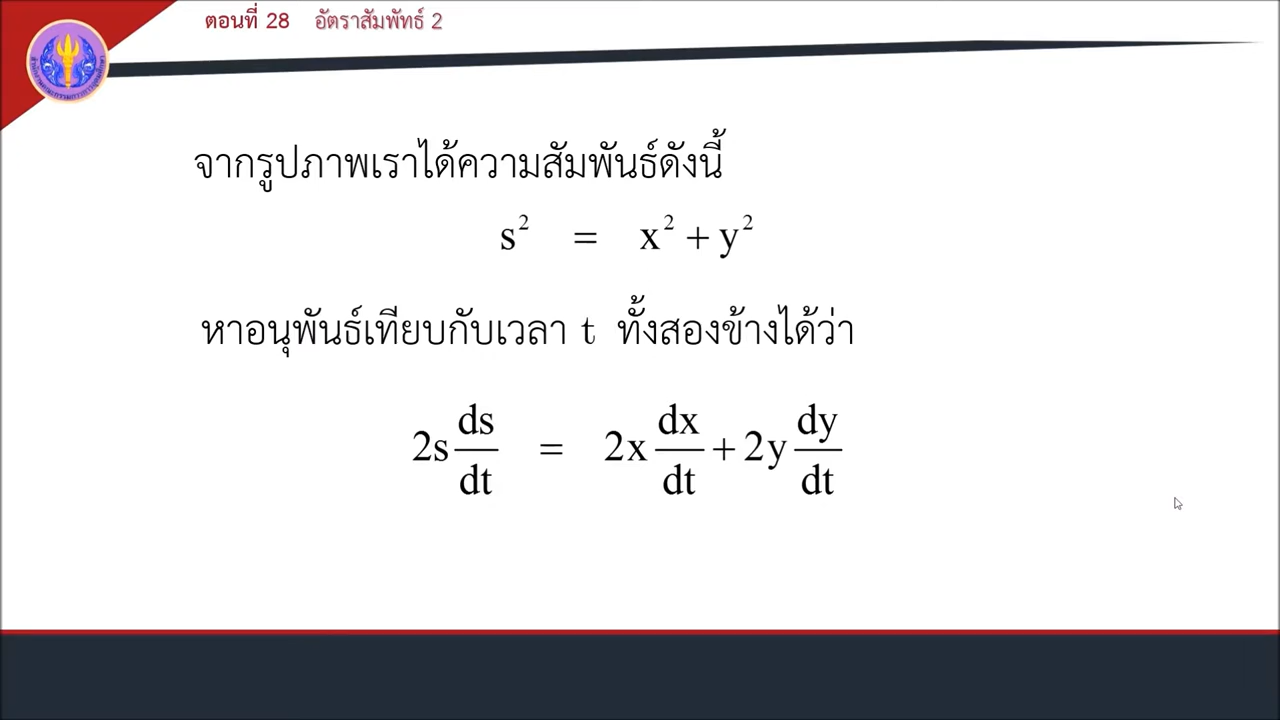 ตอนที่ 28 อัตราสัมพัทธ์ 2
จากรูปภาพเราได้ความสัมพันธ์ดังนี้
s² = x² + y²
หาอนุพันธ์เทียบกับเวลา t ทั้งสองข้างได้ว่า
2s ds/dt = 2x dx/dt + 2y dy/dt